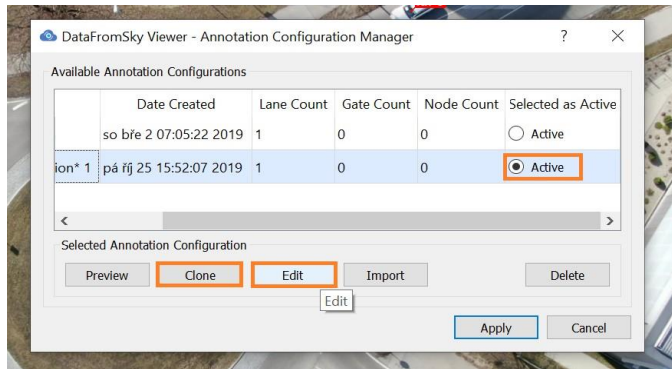 DataFromSky Viewer - Annotation Configuration Manager ? ×
Available Annotation Configurations
Date Created Lane Count Gate Count Node Count Selected as Active
so bře 2 07:05:22 2019 1 0 0 Active
ion* 1 pá říj 25 15:52:07 2019 1 0 0 Active
Selected Annotation Configuration
Preview Clone Edit Import Delete
Edit
Apply Cancel